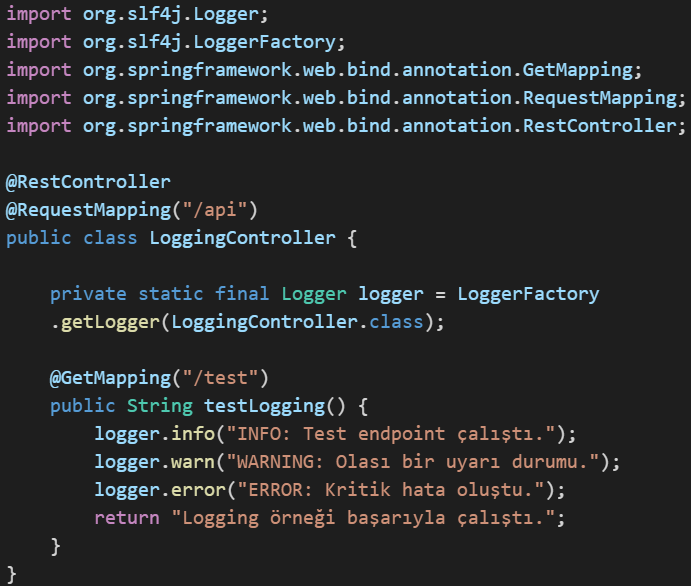 import org.slf4j.Logger;
import org.slf4j.LoggerFactory;
import org.springframework.web.bind.annotation.GetMapping;
import org.springframework.web.bind.annotation.RequestMapping;
import org.springframework.web.bind.annotation.RestController;

@RestController
@RequestMapping("/api")
public class LoggingController {

    private static final Logger logger = LoggerFactory
    .getLogger(LoggingController.class);

    @GetMapping("/test")
    public String testLogging() {
        logger.info("INFO: Test endpoint çalıştı.");
        logger.warn("WARNING: Olası bir uyarı durumu.");
        logger.error("ERROR: Kritik hata oluştu.");
        return "Logging örneği başarıyla çalıştı.";
    }
}